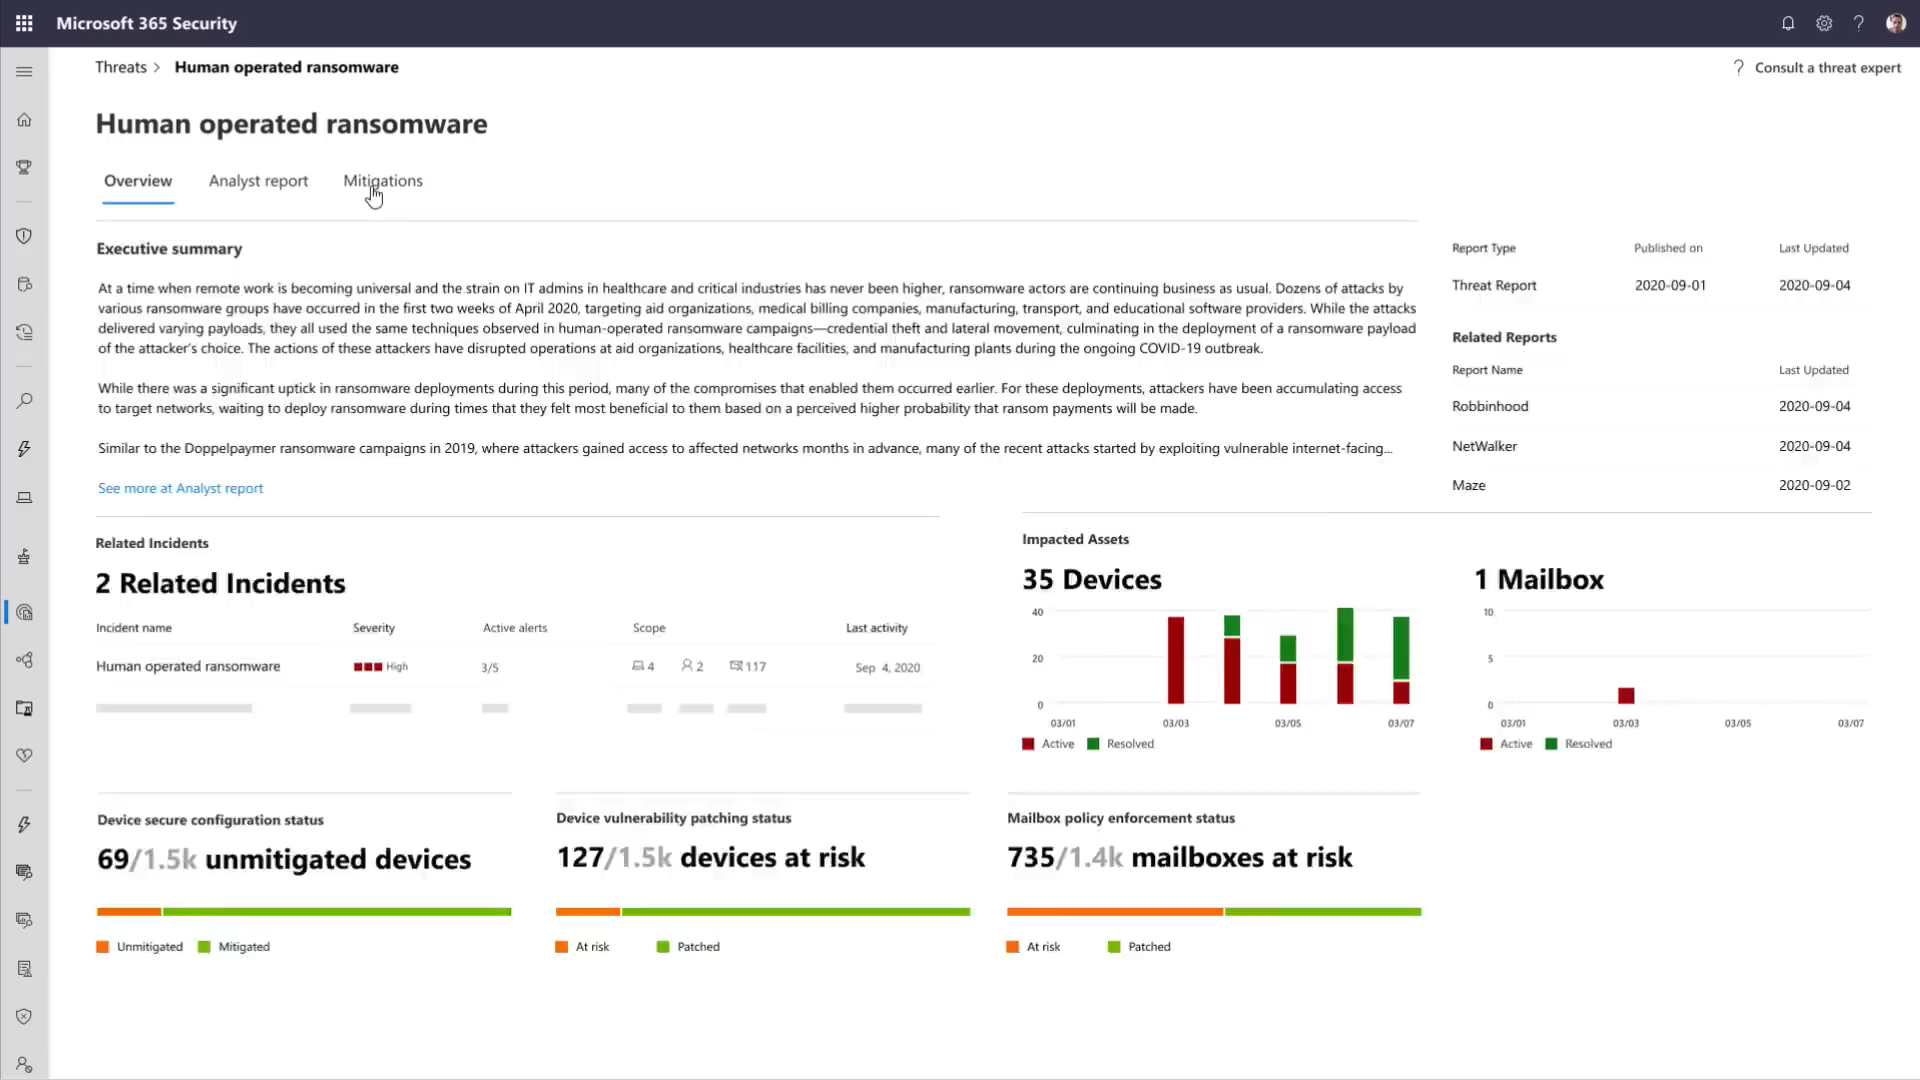 Microsoft 365 Security
?
Threats > Human operated ransomware
? Consult a threat expert
Human operated ransomware
Overview
Analyst report
Mitigations
Executive summary
At a time when remote work is becoming universal and the strain on IT admins in healthcare and critical industries has never been higher, ransomware actors are continuing business as usual. Dozens of attacks by
various ransomware groups have occurred in the first two weeks of April 2020, targeting aid organizations, medical billing companies, manufacturing, transport, and educational software providers. While the attacks
delivered varying payloads, they all used the same techniques observed in human-operated ransomware campaigns—credential theft and lateral movement, culminating in the deployment of a ransomware payload
of the attacker's choice. The actions of these attackers have disrupted operations at aid organizations, healthcare facilities, and manufacturing plants during the ongoing COVID-19 outbreak.
While there was a significant uptick in ransomware deployments during this period, many of the compromises that enabled them occurred earlier. For these deployments, attackers have been accumulating access
to target networks, waiting to deploy ransomware during times that they felt most beneficial to them based on a perceived higher probability that ransom payments will be made.
Similar to the Doppelpaymer ransomware campaigns in 2019, where attackers gained access to affected networks months in advance, many of the recent attacks started by exploiting vulnerable internet-facing...
See more at Analyst report
Report Type Published on Last Updated
Threat Report 2020-09-01 2020-09-04
Related Reports
Report Name Last Updated
Robbinhood 2020-09-04
NetWalker 2020-09-04
Maze 2020-09-02
Related Incidents
2 Related Incidents
Incident name Severity Active alerts Scope Last activity
Human operated ransomware High 3/5 4 2 117 Sep 4, 2020
Impacted Assets
35 Devices
40
20
0
03/01 03/03 03/05 03/07
Active Resolved
1 Mailbox
10
5
0
03/01 03/03 03/05 03/07
Active Resolved
Device secure configuration status
69/1.5k unmitigated devices
Unmitigated Mitigated
Device vulnerability patching status
127/1.5k devices at risk
At risk Patched
Mailbox policy enforcement status
735/1.4k mailboxes at risk
At risk Patched